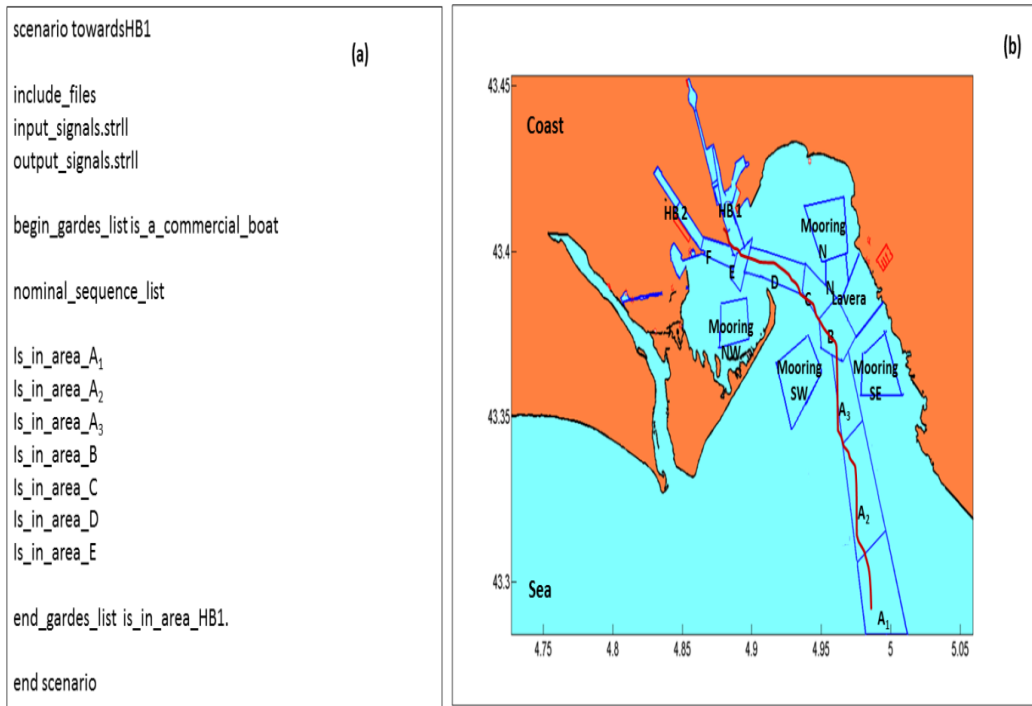 scenario towardsHB1
(a)
include_files
input_signals.strll
output_signals.strll
begin_gardes_list is_a_commercial_boat
nominal_sequence_list
Is_in_area_A₁
Is_in_area_A₂
Is_in_area_A₃
Is_in_area_B
Is_in_area_C
Is_in_area_D
Is_in_area_E
end_gardes_list is_in_area_HB1.
end scenario
(b)
43.45
43.4
43.35
43.3
Coast
HB 2
HB 1
Mooring
N
F
E
D
C
N
Lavera
B
Mooring
NW
Mooring
SW
Mooring
SE
A₃
A₂
Sea
A₁
4.75
4.8
4.85
4.9
4.95
5
5.05